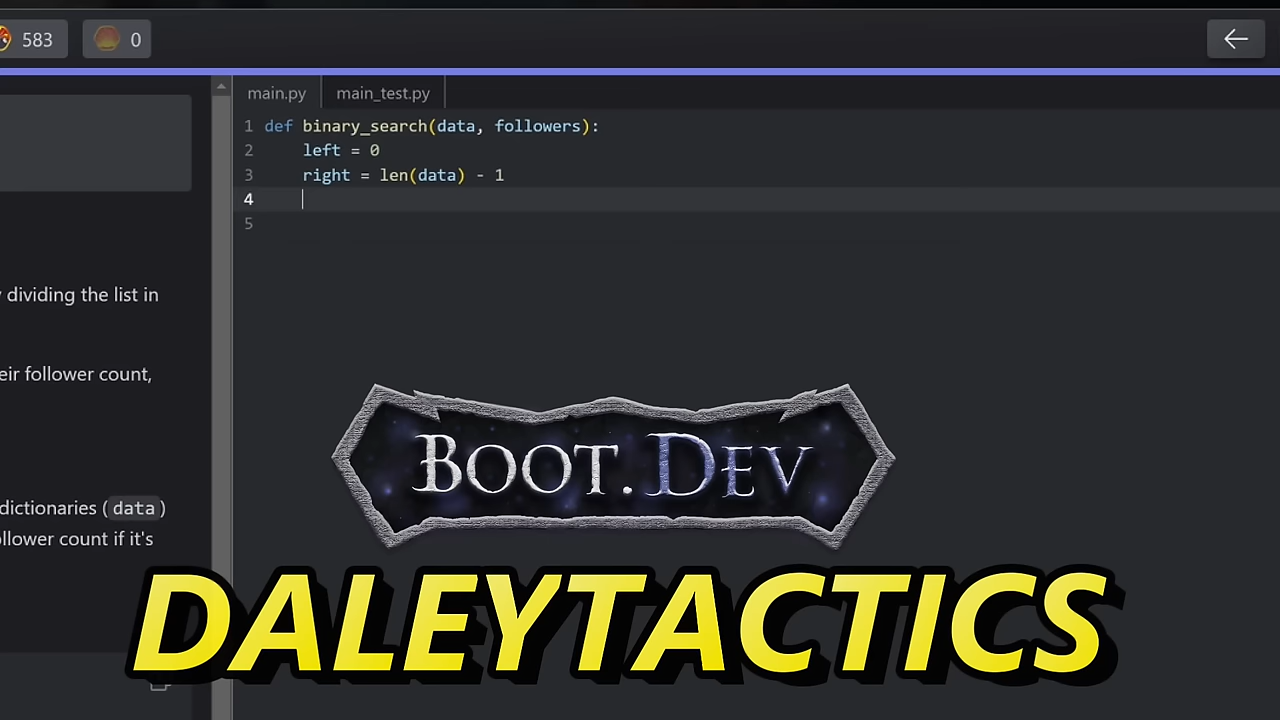 583
0
main.py
main_test.py
1 def binary_search(data, followers):
2 left = 0
3 right = len(data) - 1
4
5
dividing the list in
eir follower count,
dictionaries (data)
llower count if it's
BOOT.DEV
DALEYTACTICS